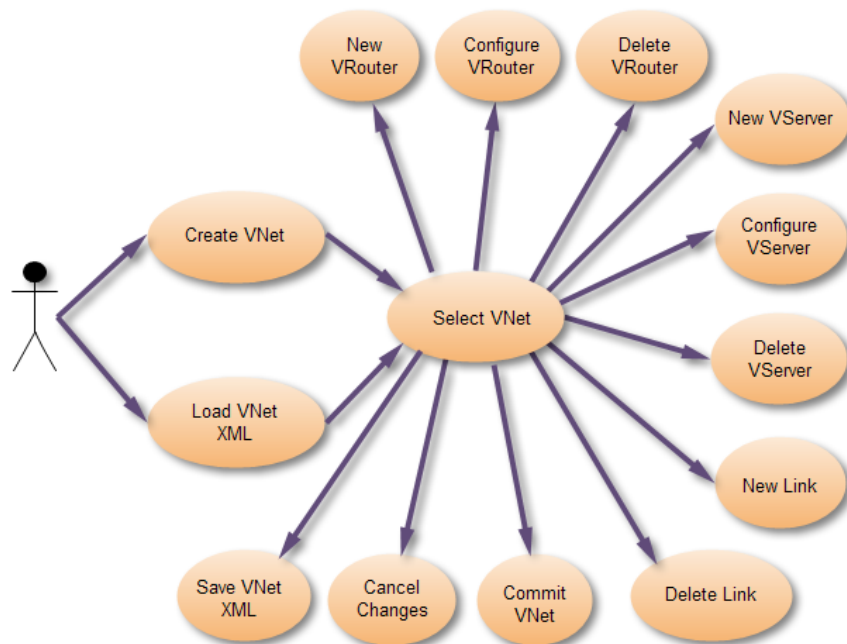 New
VRouter
Configure
VRouter
Delete
VRouter
New VServer
Create VNet
Configure
VServer
Select VNet
Delete
VServer
Load VNet
XML
New Link
Save VNet
XML
Cancel
Changes
Commit
VNet
Delete Link